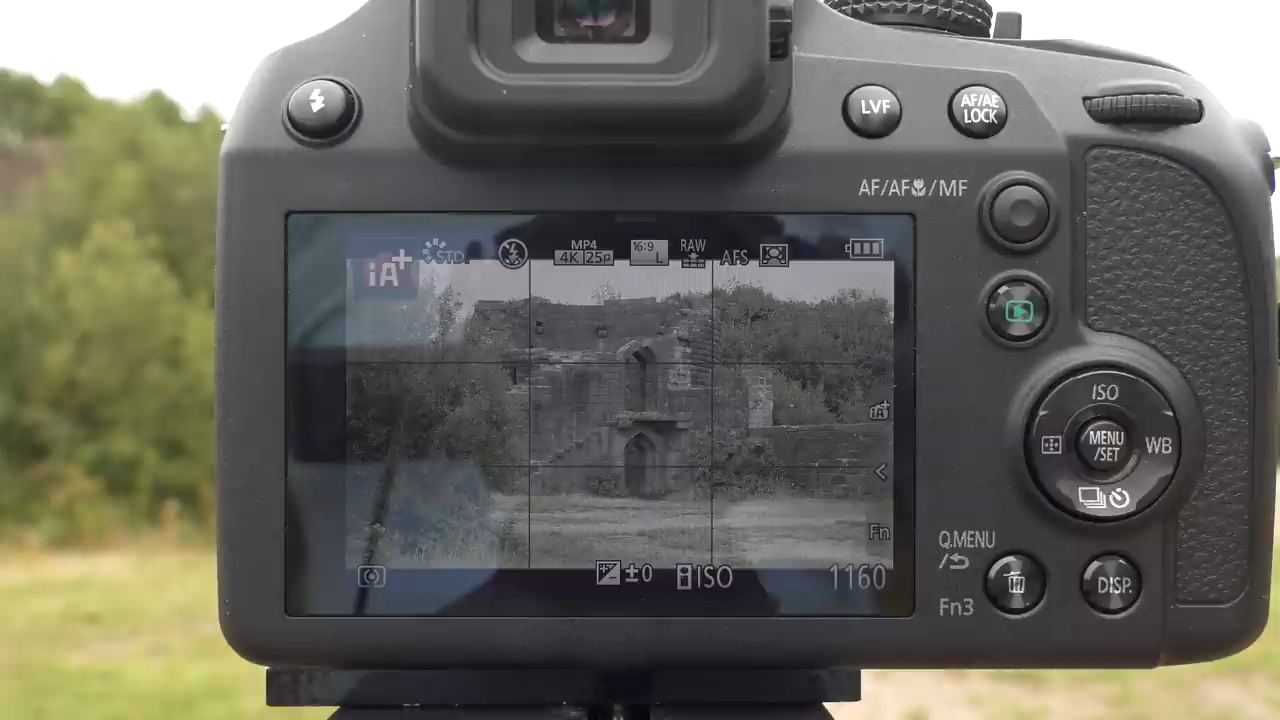 LVF
AF/AE
LOCK
AF/AF /MF
iA+
STD.
MP4
4K 25p
16:9
L
RAW
AFS
ISO
MENU
/SET
WB
iA+
<
Fn
±0
ISO
1160
Q.MENU
/
Fn3
DISP.